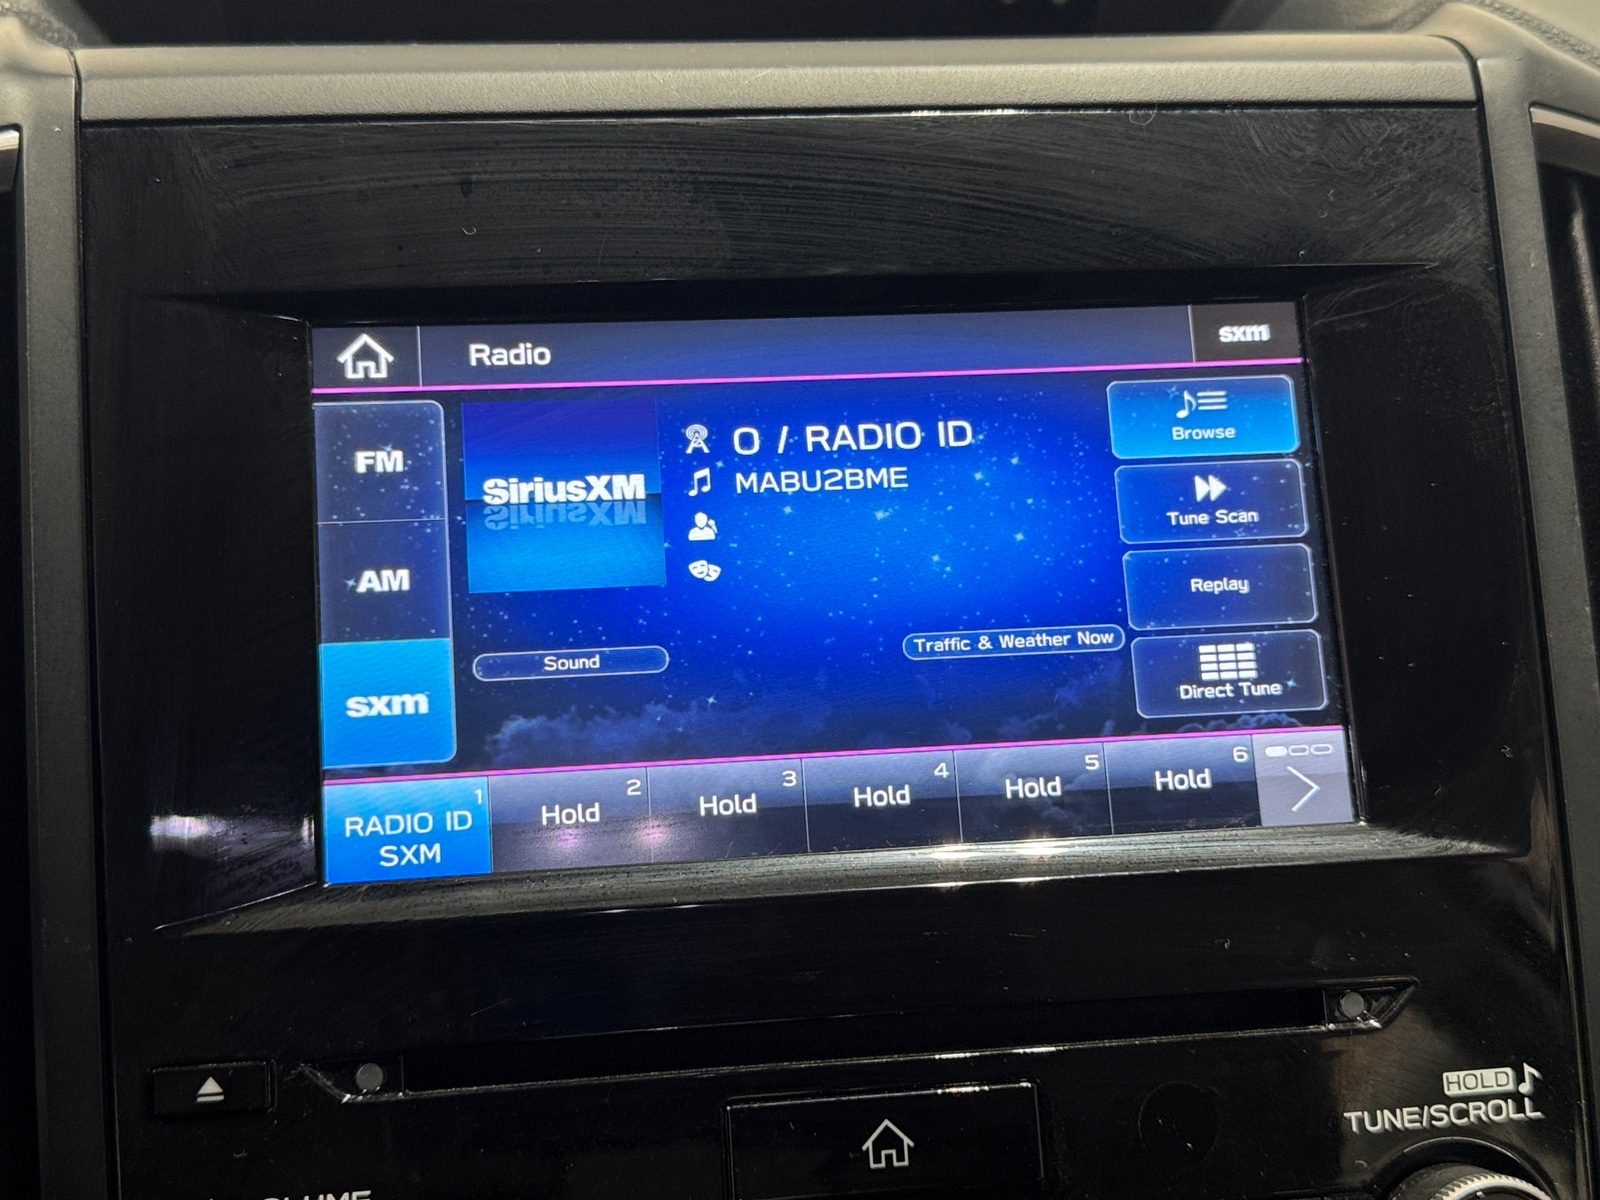 Radio
sxm
FM
AM
sxm
SiriusXM
0 / RADIO ID
MABU2BME
Browse
Tune Scan
Replay
Direct Tune
Sound
Traffic & Weather Now
RADIO ID
SXM
1
Hold
2
Hold
3
Hold
4
Hold
5
Hold
6
HOLD
TUNE/SCROLL